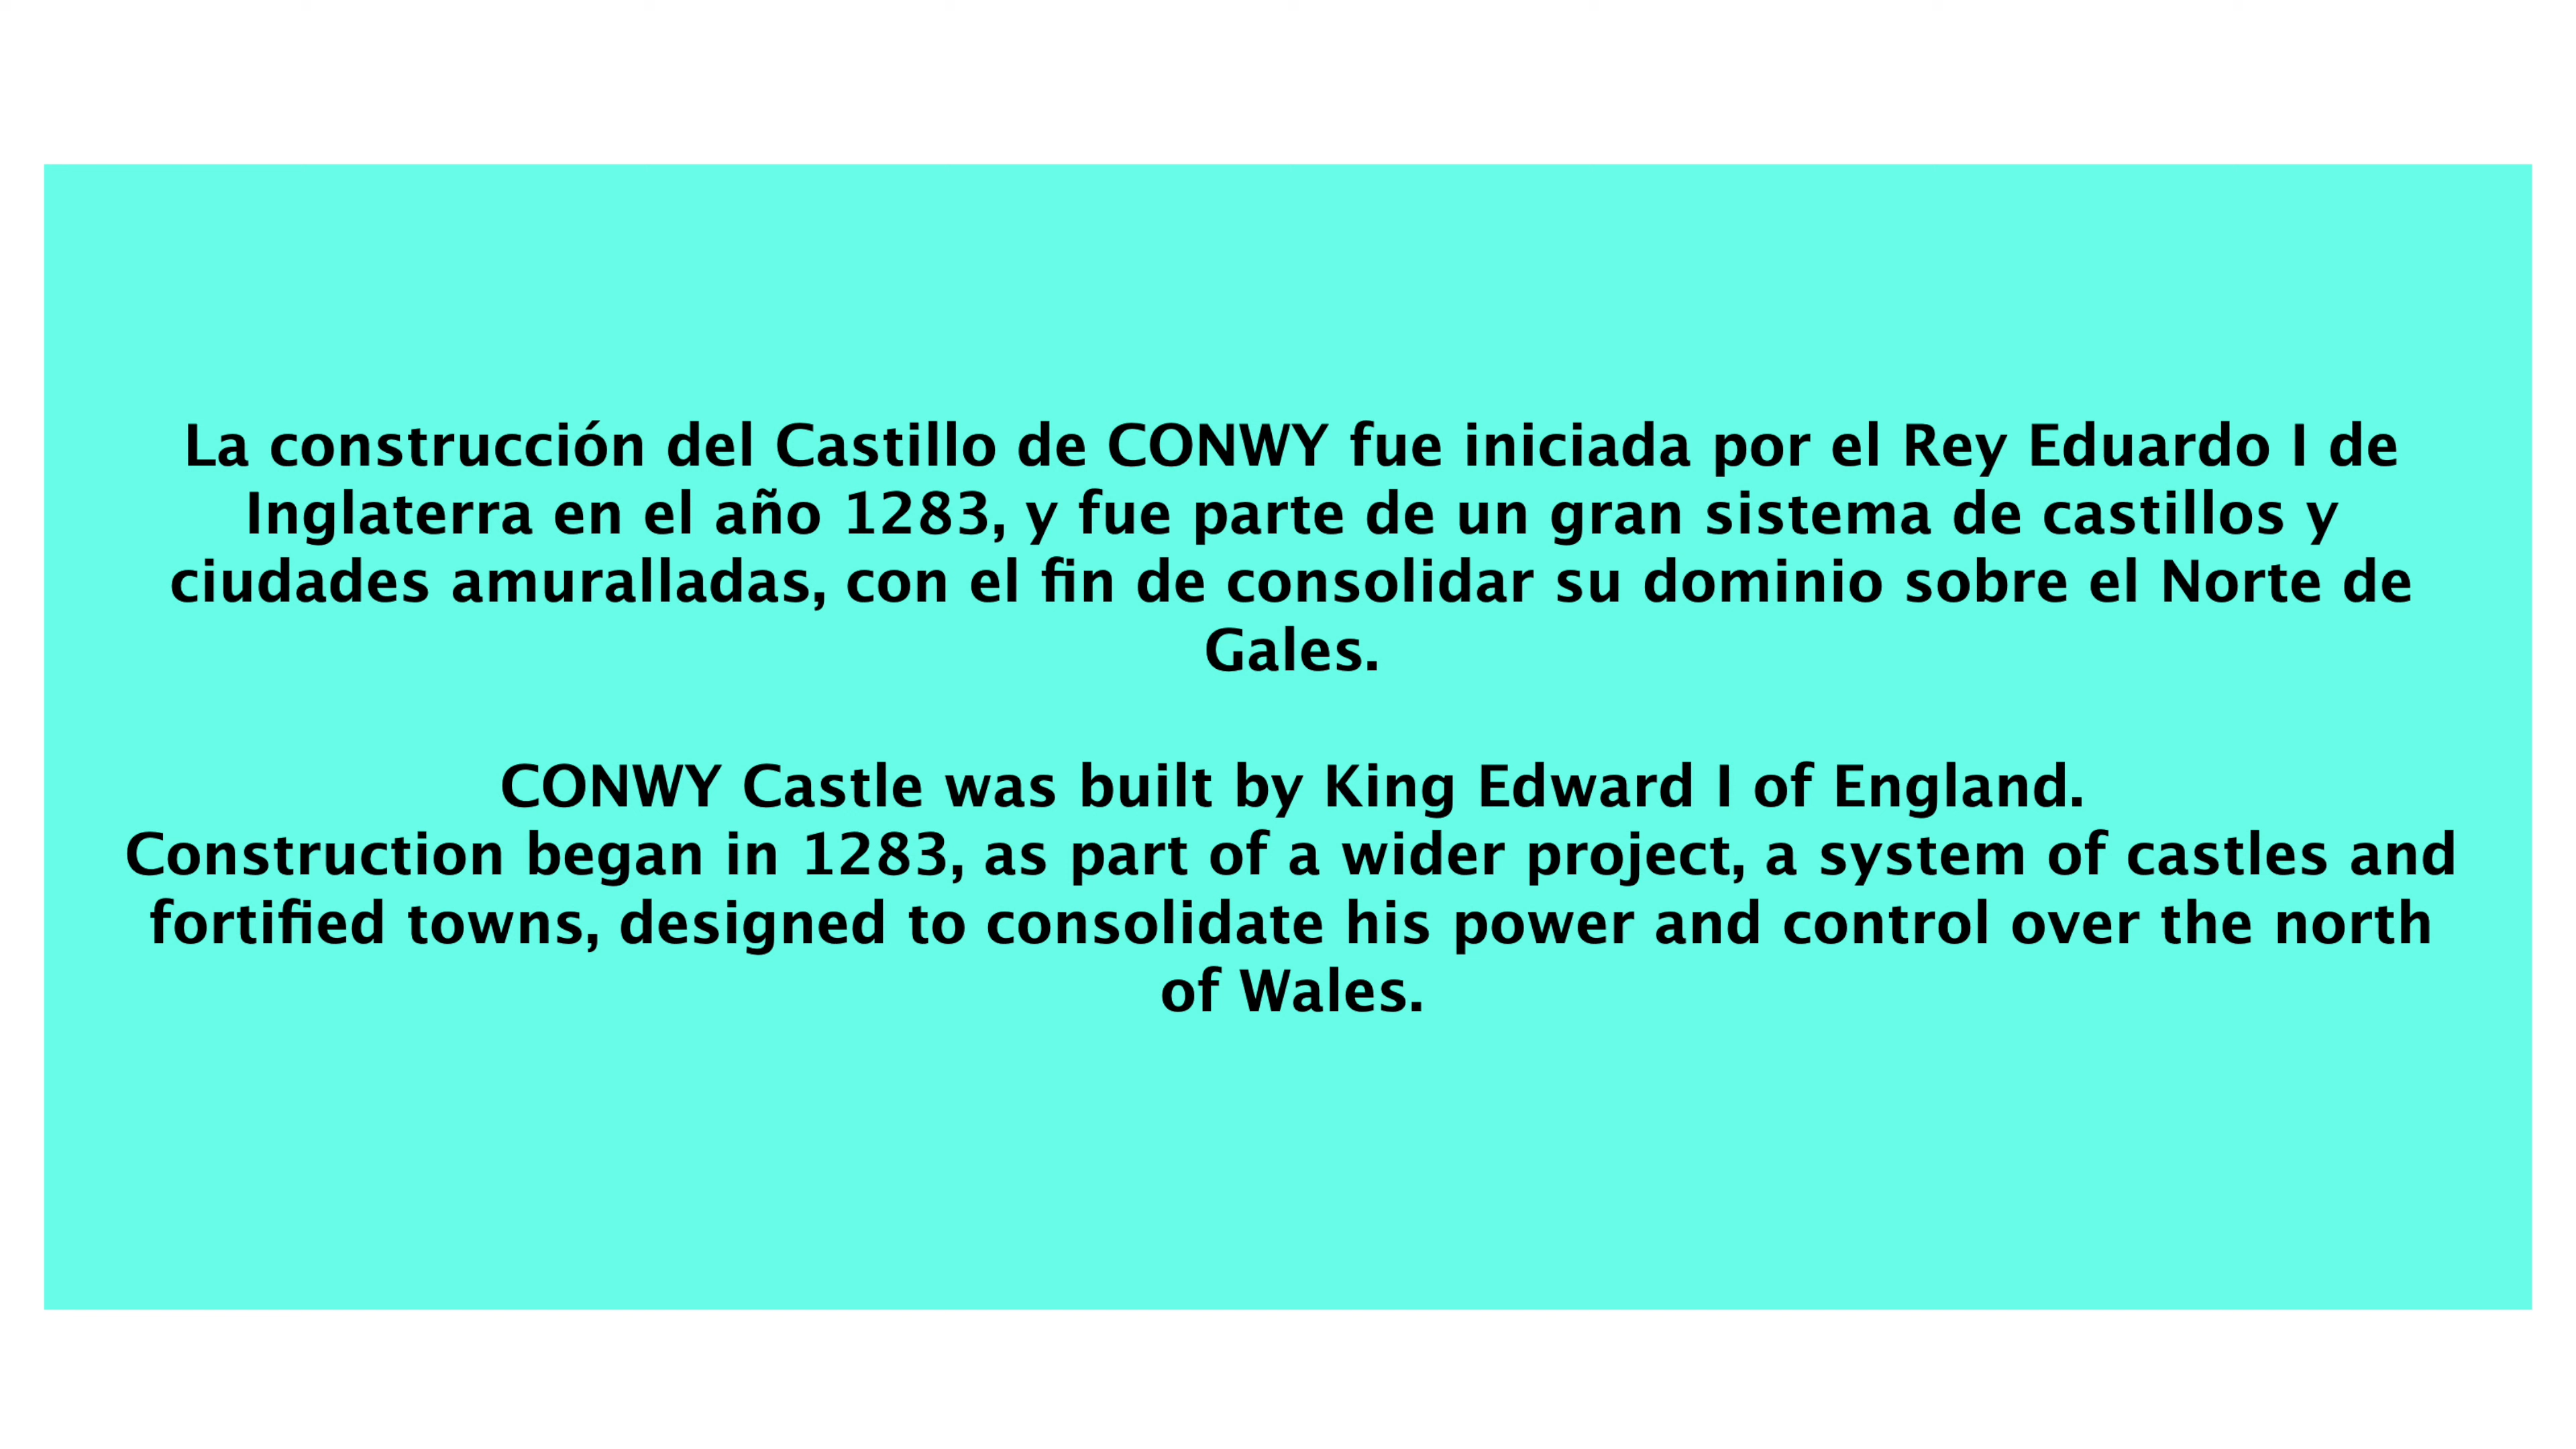 La construcción del Castillo de CONWY fue iniciada por el Rey Eduardo I de
Inglaterra en el año 1283, y fue parte de un gran sistema de castillos y
ciudades amuralladas, con el fin de consolidar su dominio sobre el Norte de
Gales.
CONWY Castle was built by King Edward I of England.
Construction began in 1283, as part of a wider project, a system of castles and
fortified towns, designed to consolidate his power and control over the north
of Wales.